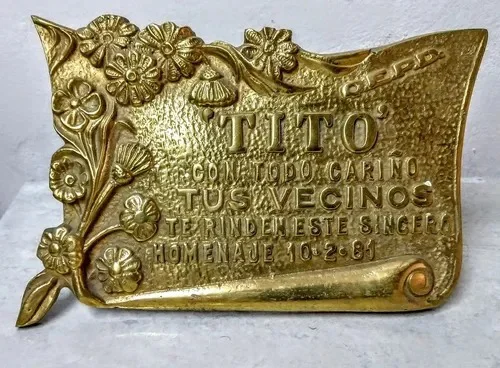 Q.E.P.D.
"TITO"
CON TODO CARIÑO
TUS VECINOS
TE RINDEN ESTE SINCERO
HOMENAJE 10·2·81